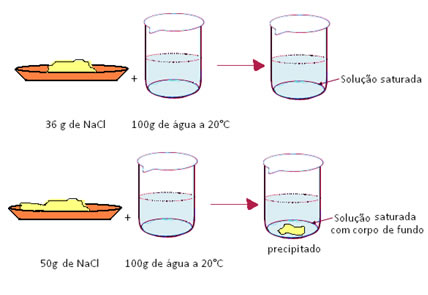 +
Solução saturada
36 g de NaCl
100g de água a 20°C
+
Solução saturada
com corpo de fundo
precipitado
50g de NaCl
100g de água a 20°C